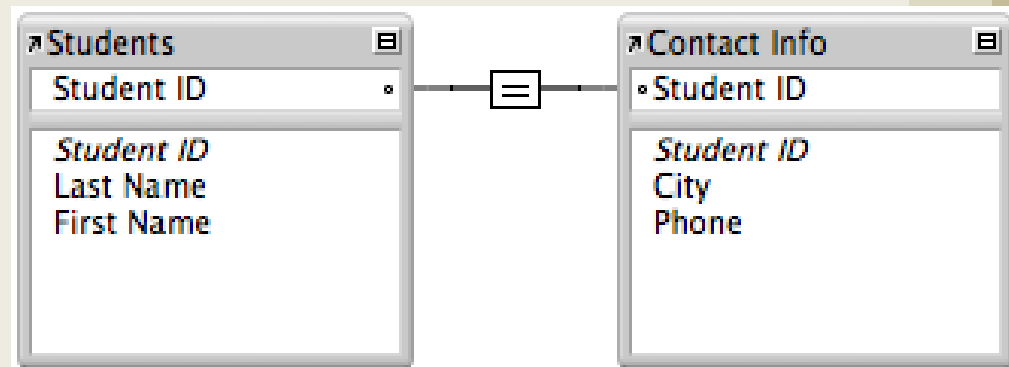 Students
Student ID
Student ID
Last Name
First Name
=
Contact Info
Student ID
Student ID
City
Phone